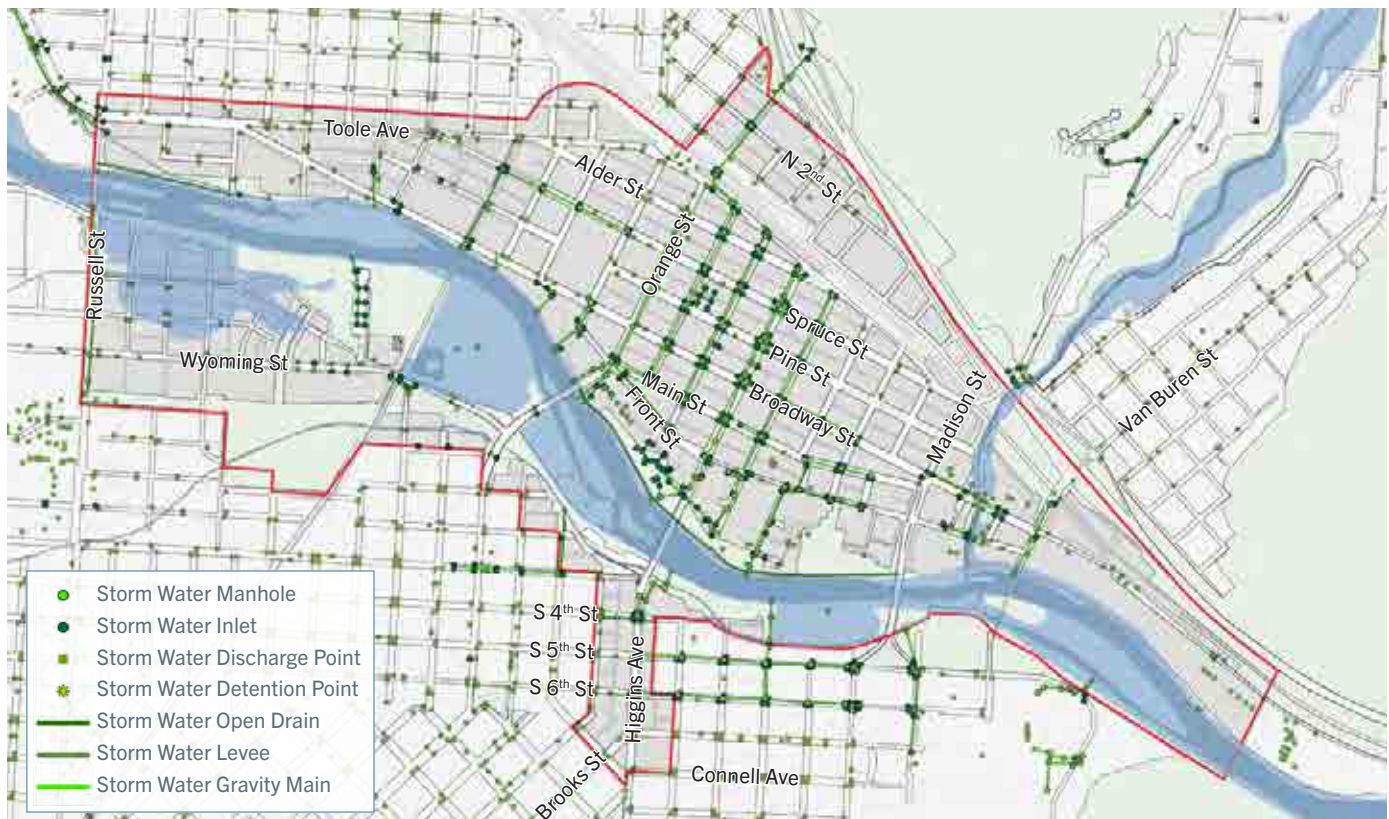 Toole Ave
Alder St
N 2nd St
Orange St
Russell St
Wyoming St
Spruce St
Pine St
Main St
Broadway St
Front St
Madison St
Van Buren St
Storm Water Manhole
Storm Water Inlet
Storm Water Discharge Point
Storm Water Detention Point
Storm Water Open Drain
Storm Water Levee
Storm Water Gravity Main
S 4th St
S 5th St
S 6th St
Higgins Ave
Brooks St
Connell Ave